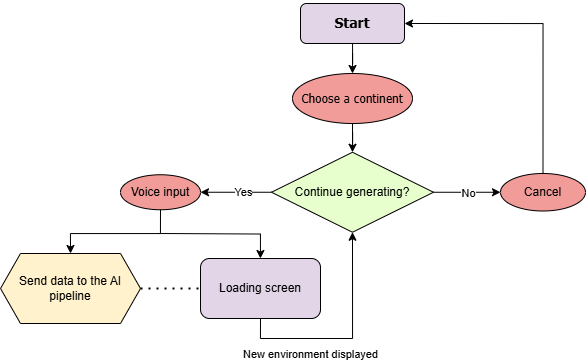 Start
Choose a continent
Continue generating?
Yes
No
Voice input
Cancel
Send data to the AI
pipeline
Loading screen
New environment displayed